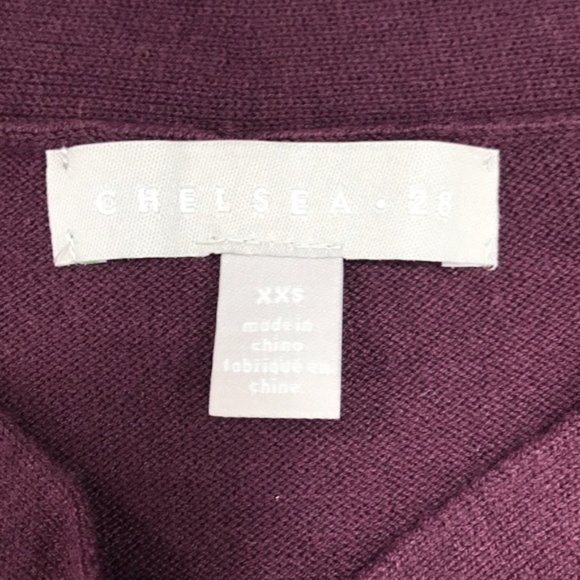 CHELSEA · 28
XXS
made in
china
fabriqué en
chine